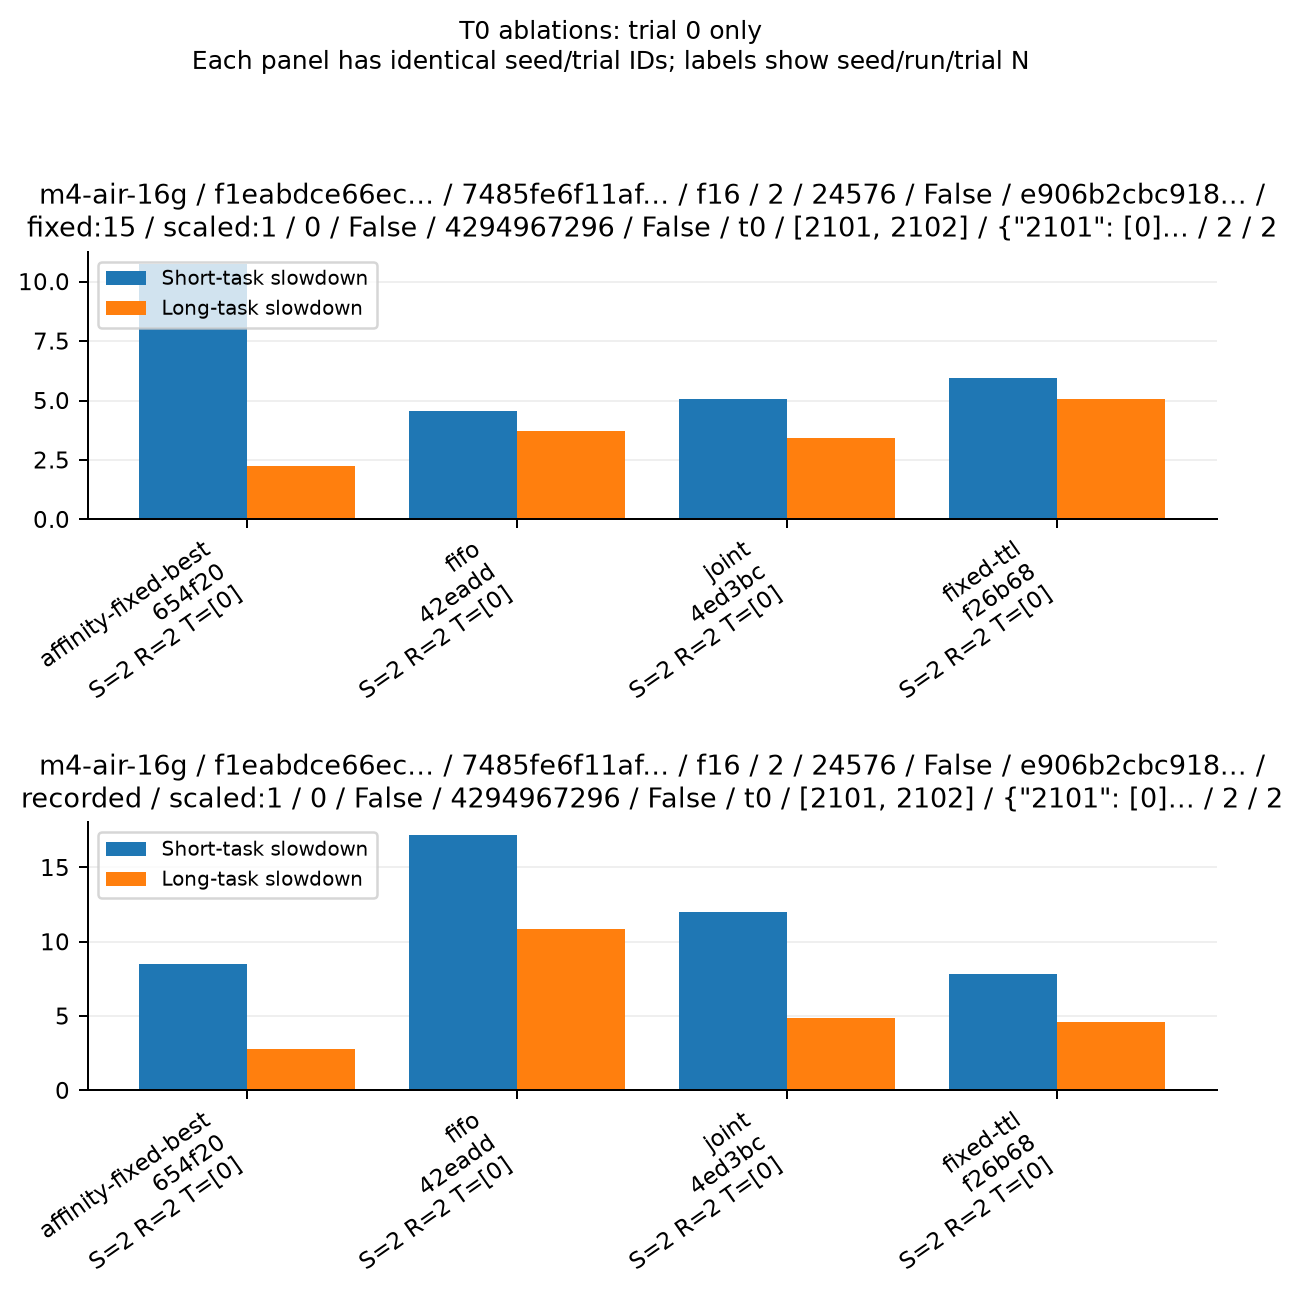 T0 ablations: trial 0 only
Each panel has identical seed/trial IDs; labels show seed/run/trial N
m4-air-16g / f1eabdce66ec... / 7485fe6f11af... / f16 / 2 / 24576 / False / e906b2cbc918... /
fixed:15 / scaled:1 / 0 / False / 4294967296 / False / t0 / [2101, 2102] / {"2101": [0]... / 2 / 2
10.0
7.5
5.0
2.5
0.0
Short-task slowdown
Long-task slowdown
affinity-fixed-best
654f20
S=2 R=2 T=[0]
fifo
42eadd
S=2 R=2 T=[0]
joint
4ed3bc
S=2 R=2 T=[0]
fixed-ttl
f26b68
S=2 R=2 T=[0]
m4-air-16g / f1eabdce66ec... / 7485fe6f11af... / f16 / 2 / 24576 / False / e906b2cbc918... /
recorded / scaled:1 / 0 / False / 4294967296 / False / t0 / [2101, 2102] / {"2101": [0]... / 2 / 2
15
10
5
0
Short-task slowdown
Long-task slowdown
affinity-fixed-best
654f20
S=2 R=2 T=[0]
fifo
42eadd
S=2 R=2 T=[0]
joint
4ed3bc
S=2 R=2 T=[0]
fixed-ttl
f26b68
S=2 R=2 T=[0]